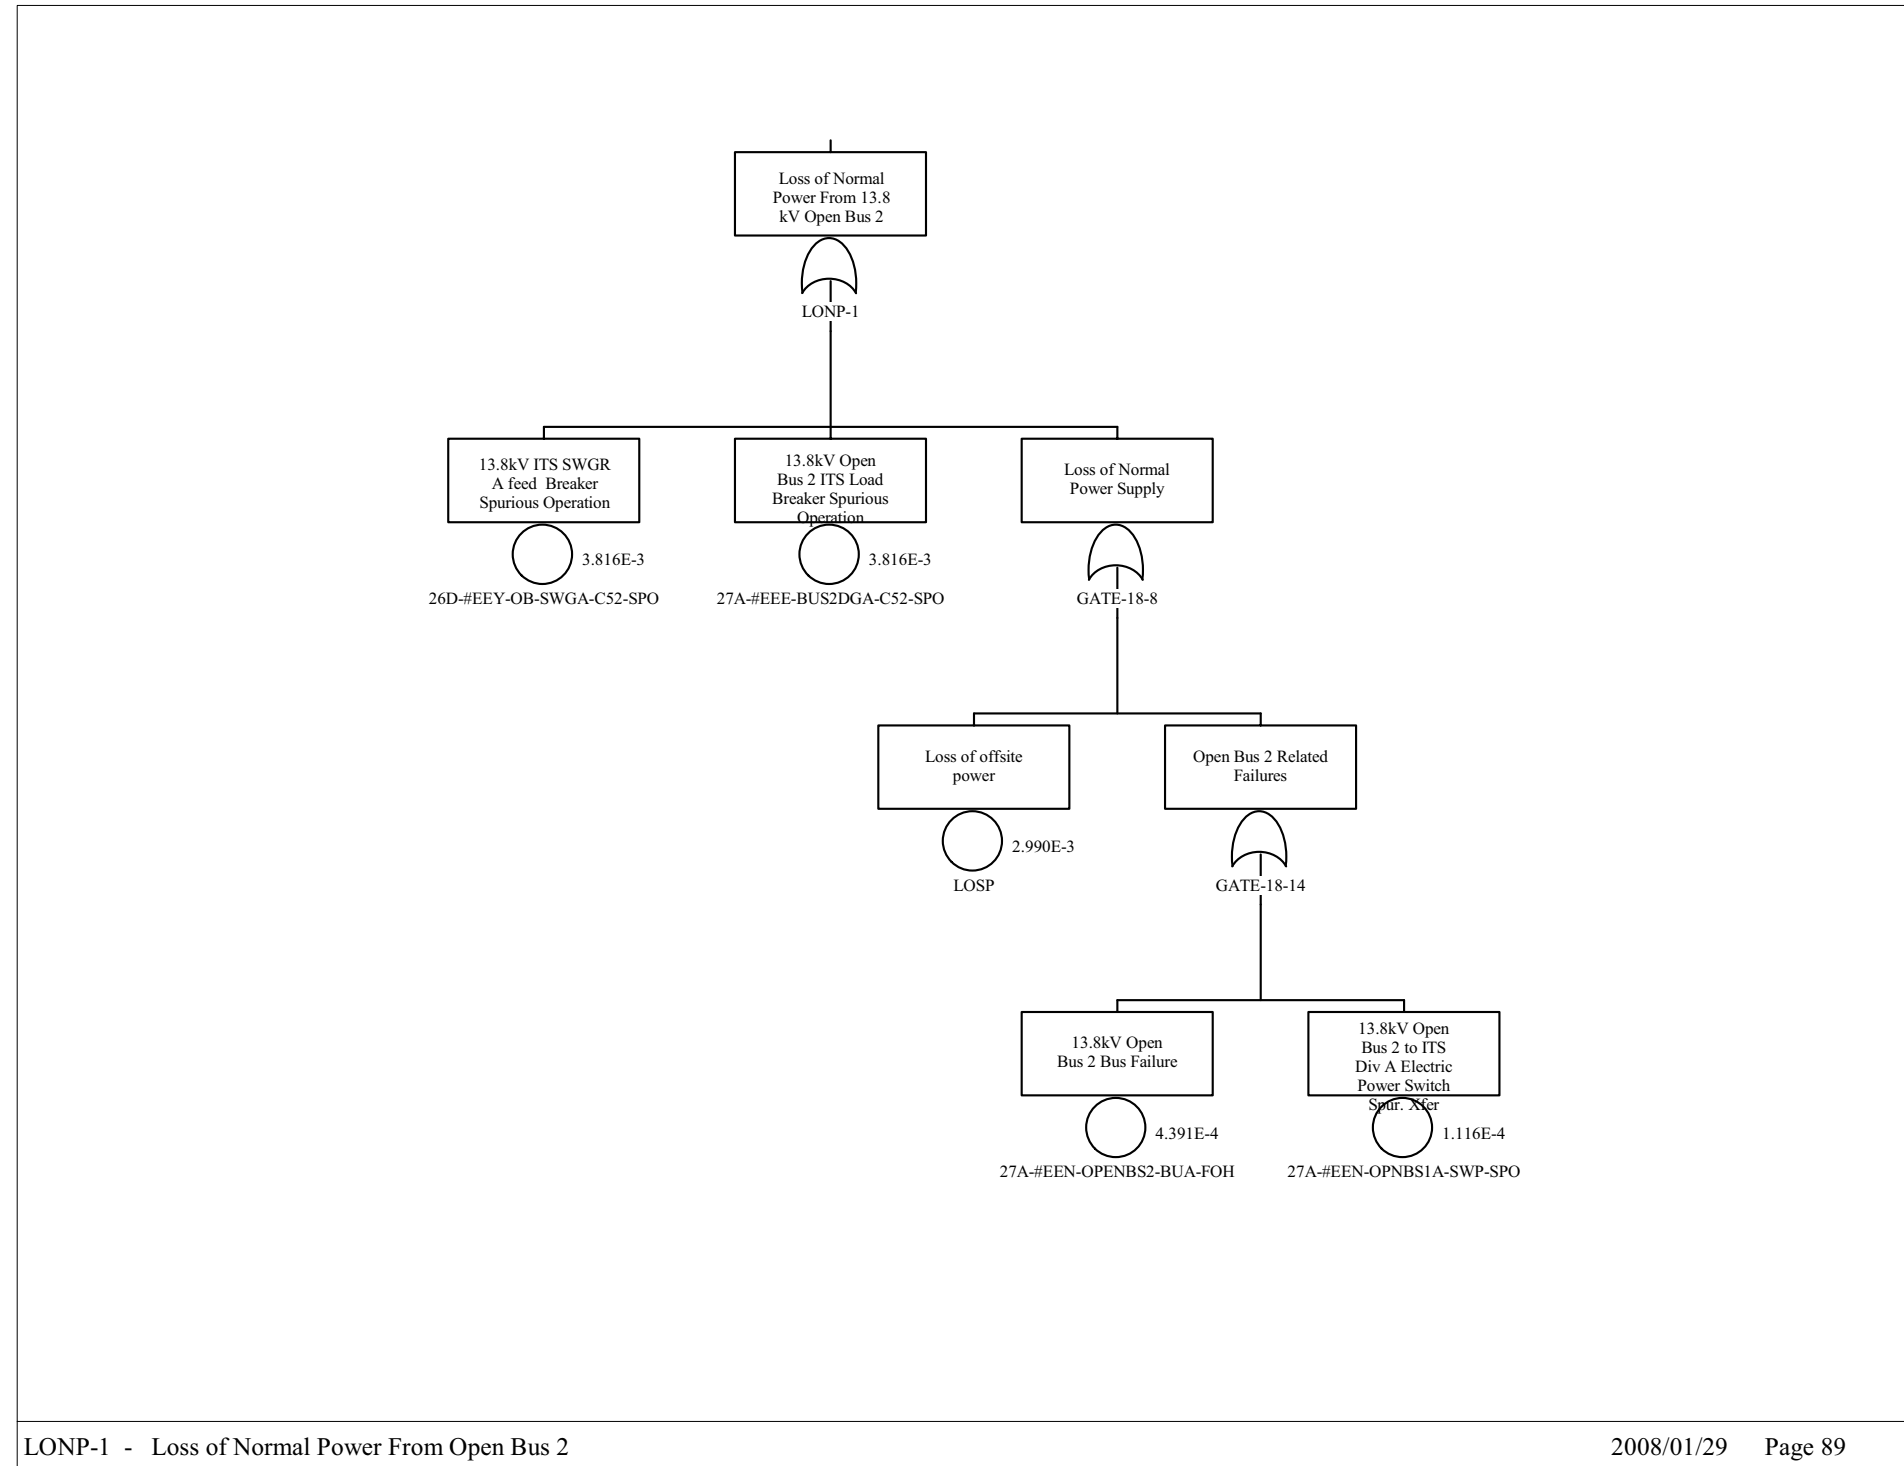 Loss of Normal
Power From 13.8
kV Open Bus 2
LONP-1
13.8kV ITS SWGR
A feed  Breaker
Spurious Operation
3.816E-3
26D-#EEY-OB-SWGA-C52-SPO
13.8kV Open
Bus 2 ITS Load
Breaker Spurious
Operation
3.816E-3
27A-#EEE-BUS2DGA-C52-SPO
Loss of Normal
Power Supply
GATE-18-8
Loss of offsite
power
2.990E-3
LOSP
Open Bus 2 Related
Failures
GATE-18-14
13.8kV Open
Bus 2 Bus Failure
4.391E-4
27A-#EEN-OPENBS2-BUA-FOH
13.8kV Open
Bus 2 to ITS
Div A Electric
Power Switch
Spur. Xfer
1.116E-4
27A-#EEN-OPNBS1A-SWP-SPO
LONP-1  -   Loss of Normal Power From Open Bus 2
2008/01/29    Page 89